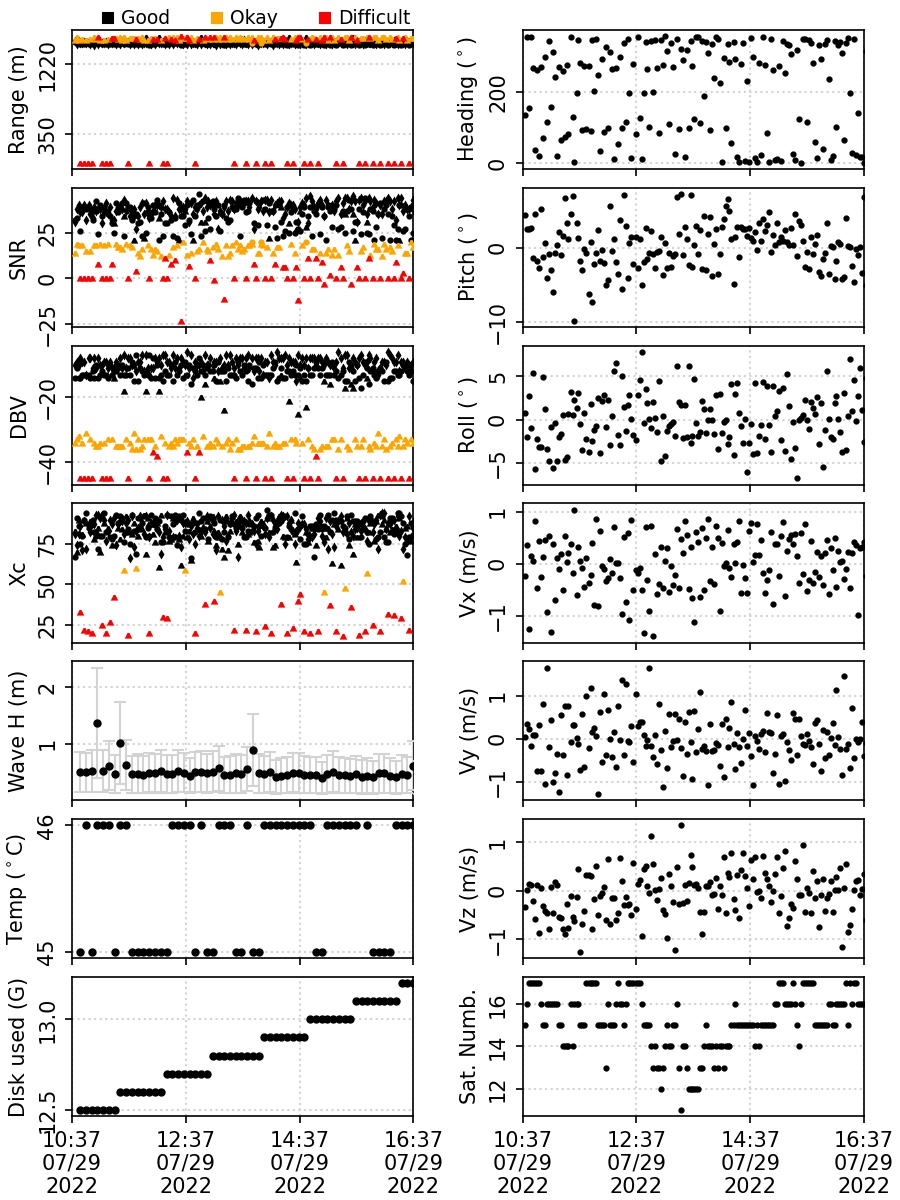 Good Okay Difficult
Range (m)
1220
350
Heading (°)
200
0
SNR
25
0
−25
Pitch (°)
0
−10
DBV
−20
−40
Roll (°)
5
0
−5
Xc
75
50
25
Vx (m/s)
1
0
−1
Wave H (m)
2
1
Vy (m/s)
1
0
−1
Temp (°C)
46
45
Vz (m/s)
1
0
−1
Disk used (G)
13.0
12.5
Sat. Numb.
16
14
12
10:37 12:37 14:37 16:37 10:37 12:37 14:37 16:37
07/29 07/29 07/29 07/29 07/29 07/29 07/29 07/29
2022 2022 2022 2022 2022 2022 2022 2022